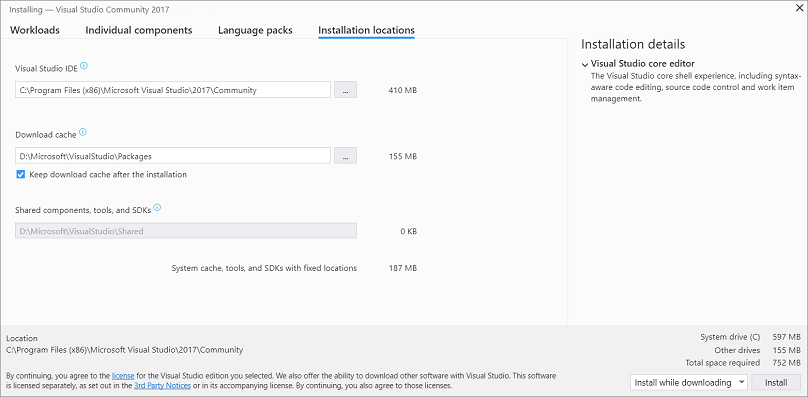 Installing — Visual Studio Community 2017
Workloads Individual components Language packs Installation locations
Visual Studio IDE
C:\Program Files (x86)\Microsoft Visual Studio\2017\Community ... 410 MB
Download cache
D:\Microsoft\VisualStudio\Packages ... 155 MB
Keep download cache after the installation
Shared components, tools, and SDKs
D:\Microsoft\VisualStudio\Shared 0 KB
System cache, tools, and SDKs with fixed locations 187 MB
Installation details
Visual Studio core editor
The Visual Studio core shell experience, including syntax-
aware code editing, source code control and work item
management.
Location
C:\Program Files (x86)\Microsoft Visual Studio\2017\Community
System drive (C) 597 MB
Other drives 155 MB
Total space required 752 MB
By continuing, you agree to the license for the Visual Studio edition you selected. We also offer the ability to download other software with Visual Studio. This software
is licensed separately, as set out in the 3rd Party Notices or in its accompanying license. By continuing, you also agree to those licenses.
Install while downloading Install